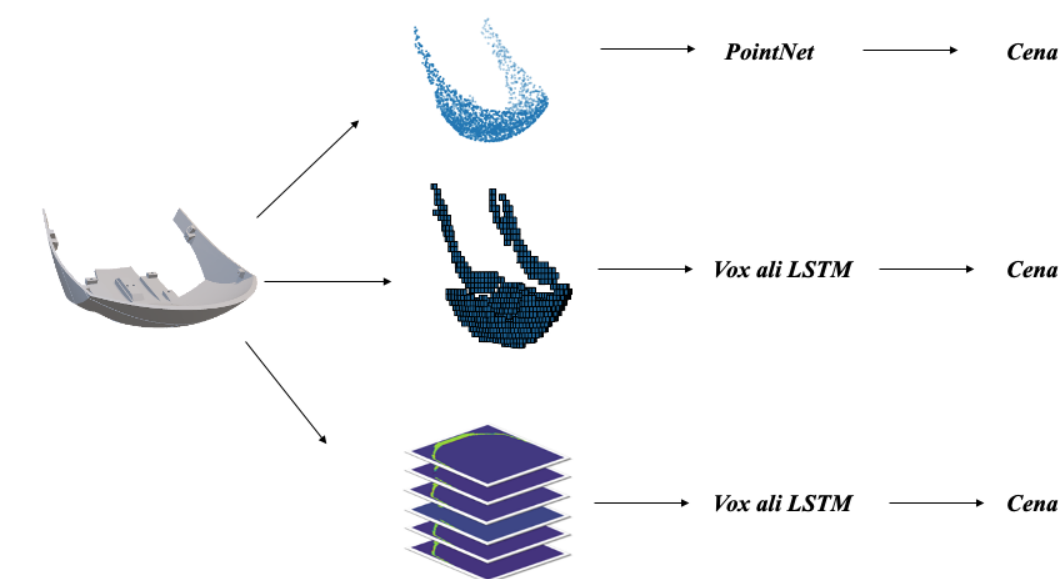 PointNet
Cena
Vox ali LSTM
Cena
Vox ali LSTM
Cena